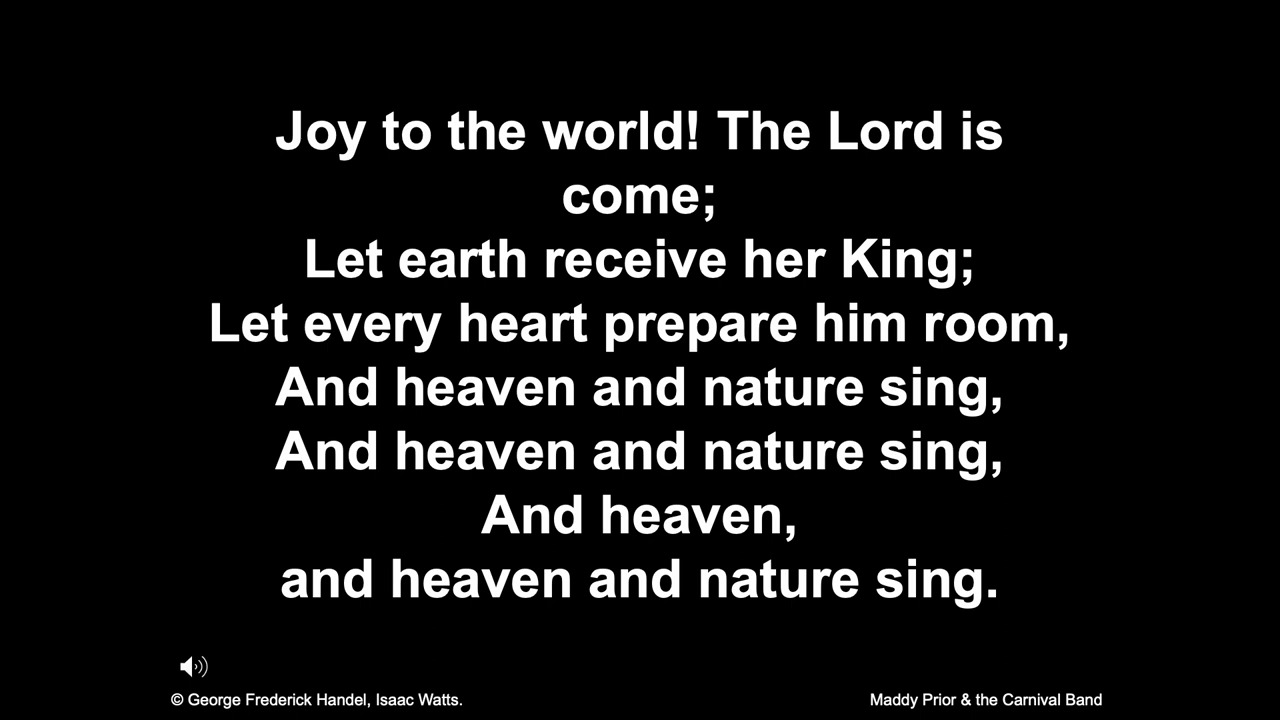 Joy to the world! The Lord is
come;
Let earth receive her King;
Let every heart prepare him room,
And heaven and nature sing,
And heaven and nature sing,
And heaven,
and heaven and nature sing.
© George Frederick Handel, Isaac Watts.
Maddy Prior & the Carnival Band